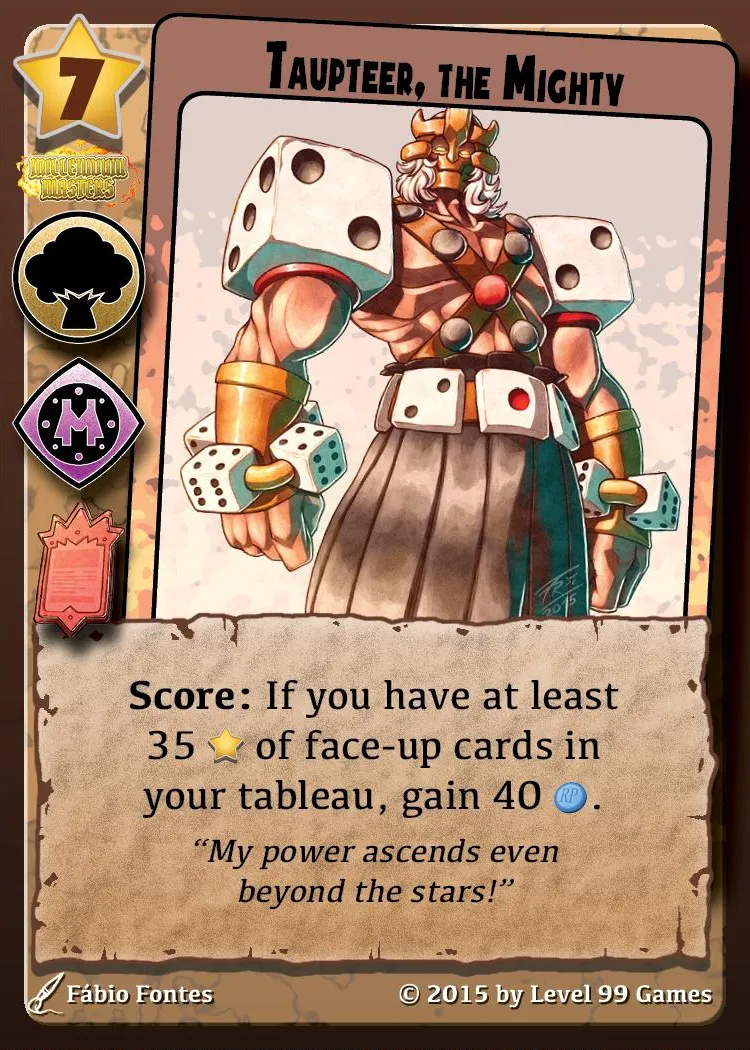 7
TAUPTEER, THE MIGHTY
MILLENNIUM
MASTERS
M
Score: If you have at least
35 of face-up cards in
your tableau, gain 40 RP.
“My power ascends even
beyond the stars!”
2015
Fábio Fontes
© 2015 by Level 99 Games